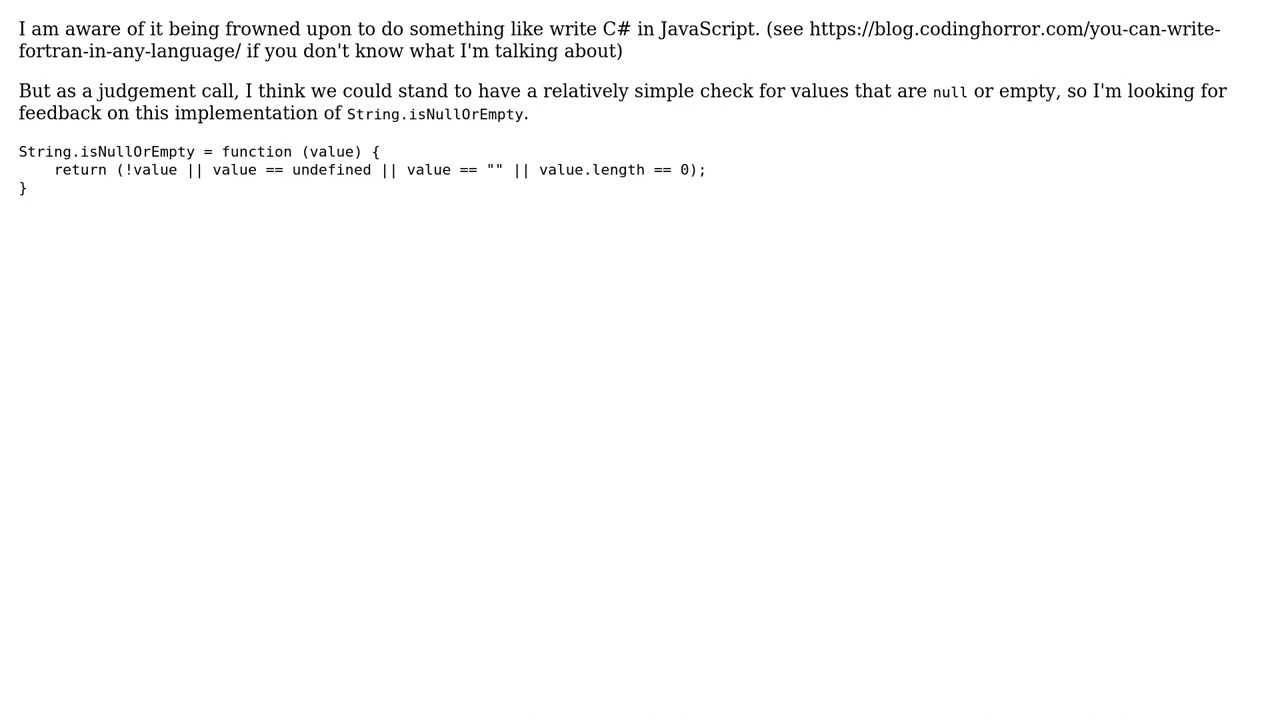 I am aware of it being frowned upon to do something like write C# in JavaScript. (see https://blog.codinghorror.com/you-can-write-
fortran-in-any-language/ if you don't know what I'm talking about)
But as a judgement call, I think we could stand to have a relatively simple check for values that are null or empty, so I'm looking for
feedback on this implementation of String.isNullOrEmpty.
String.isNullOrEmpty = function (value) {
    return (!value || value == undefined || value == "" || value.length == 0);
}